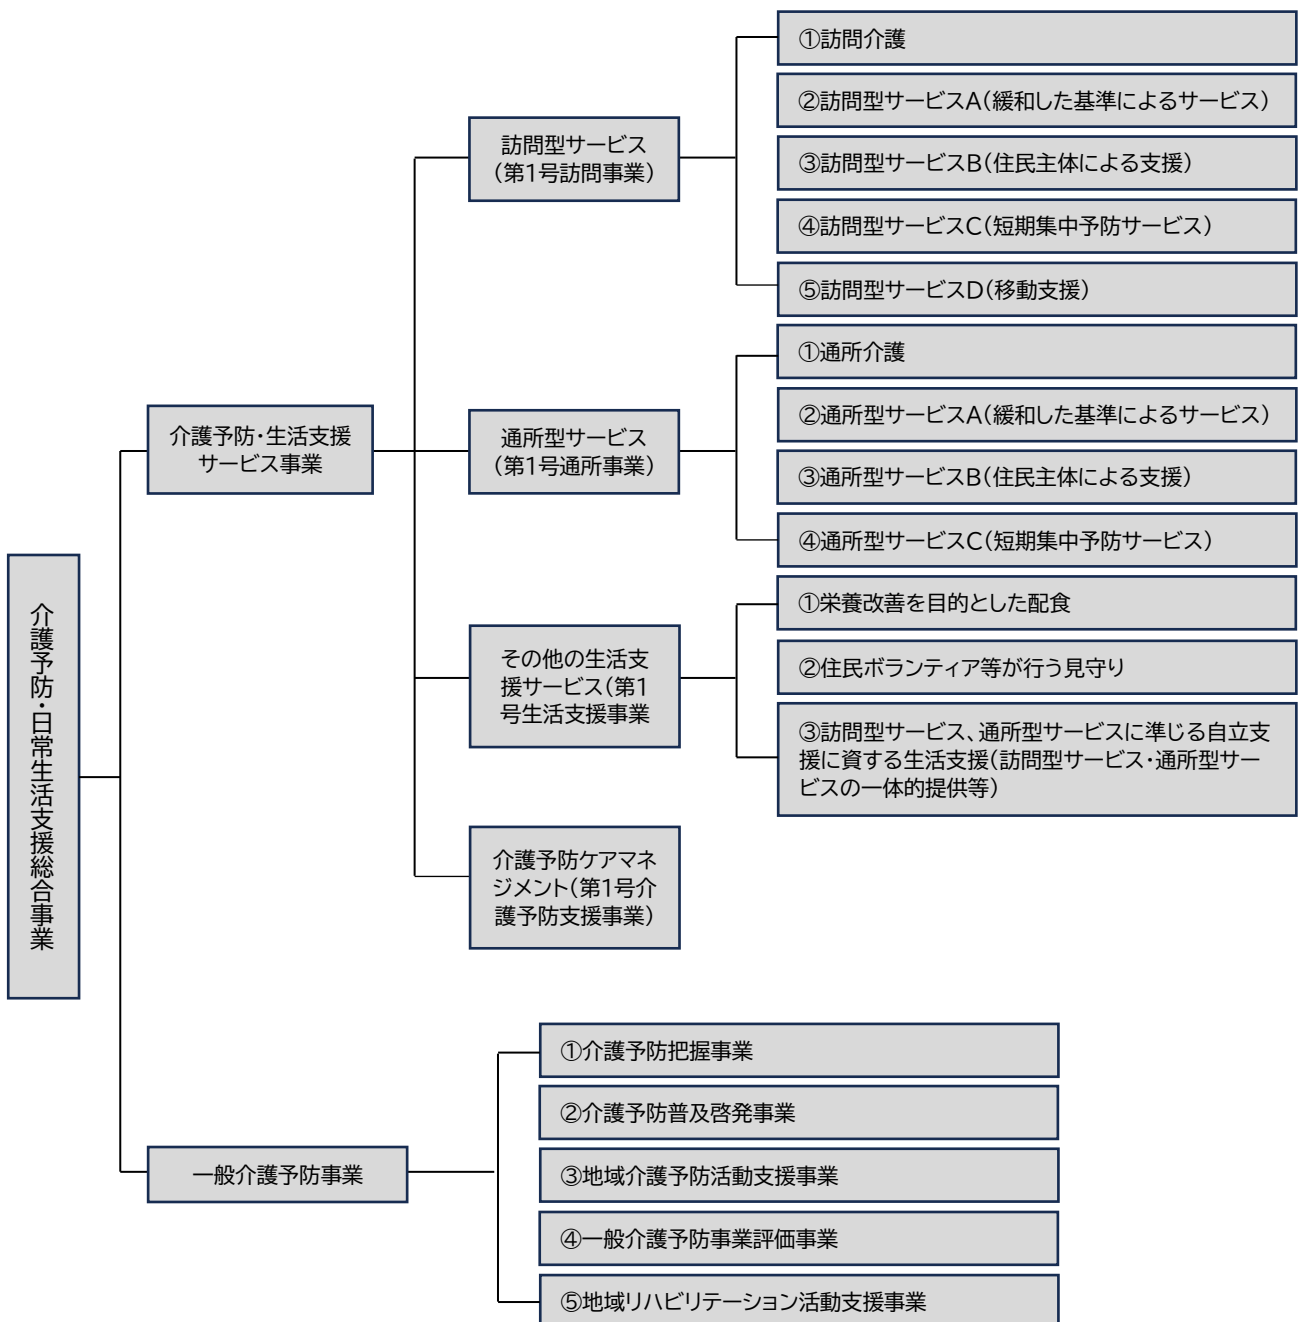 介護予防・日常生活支援総合事業
介護予防・生活支援
サービス事業
訪問型サービス
（第1号訪問事業）
①訪問介護
②訪問型サービスA（緩和した基準によるサービス）
③訪問型サービスB（住民主体による支援）
④訪問型サービスC（短期集中予防サービス）
⑤訪問型サービスD（移動支援）
通所型サービス
（第1号通所事業）
①通所介護
②通所型サービスA（緩和した基準によるサービス）
③通所型サービスB（住民主体による支援）
④通所型サービスC（短期集中予防サービス）
その他の生活支
援サービス（第1
号生活支援事業
①栄養改善を目的とした配食
②住民ボランティア等が行う見守り
③訪問型サービス、通所型サービスに準じる自立支
援に資する生活支援（訪問型サービス・通所型サー
ビスの一体的提供等）
介護予防ケアマネ
ジメント（第1号介
護予防支援事業）
一般介護予防事業
①介護予防把握事業
②介護予防普及啓発事業
③地域介護予防活動支援事業
④一般介護予防事業評価事業
⑤地域リハビリテーション活動支援事業